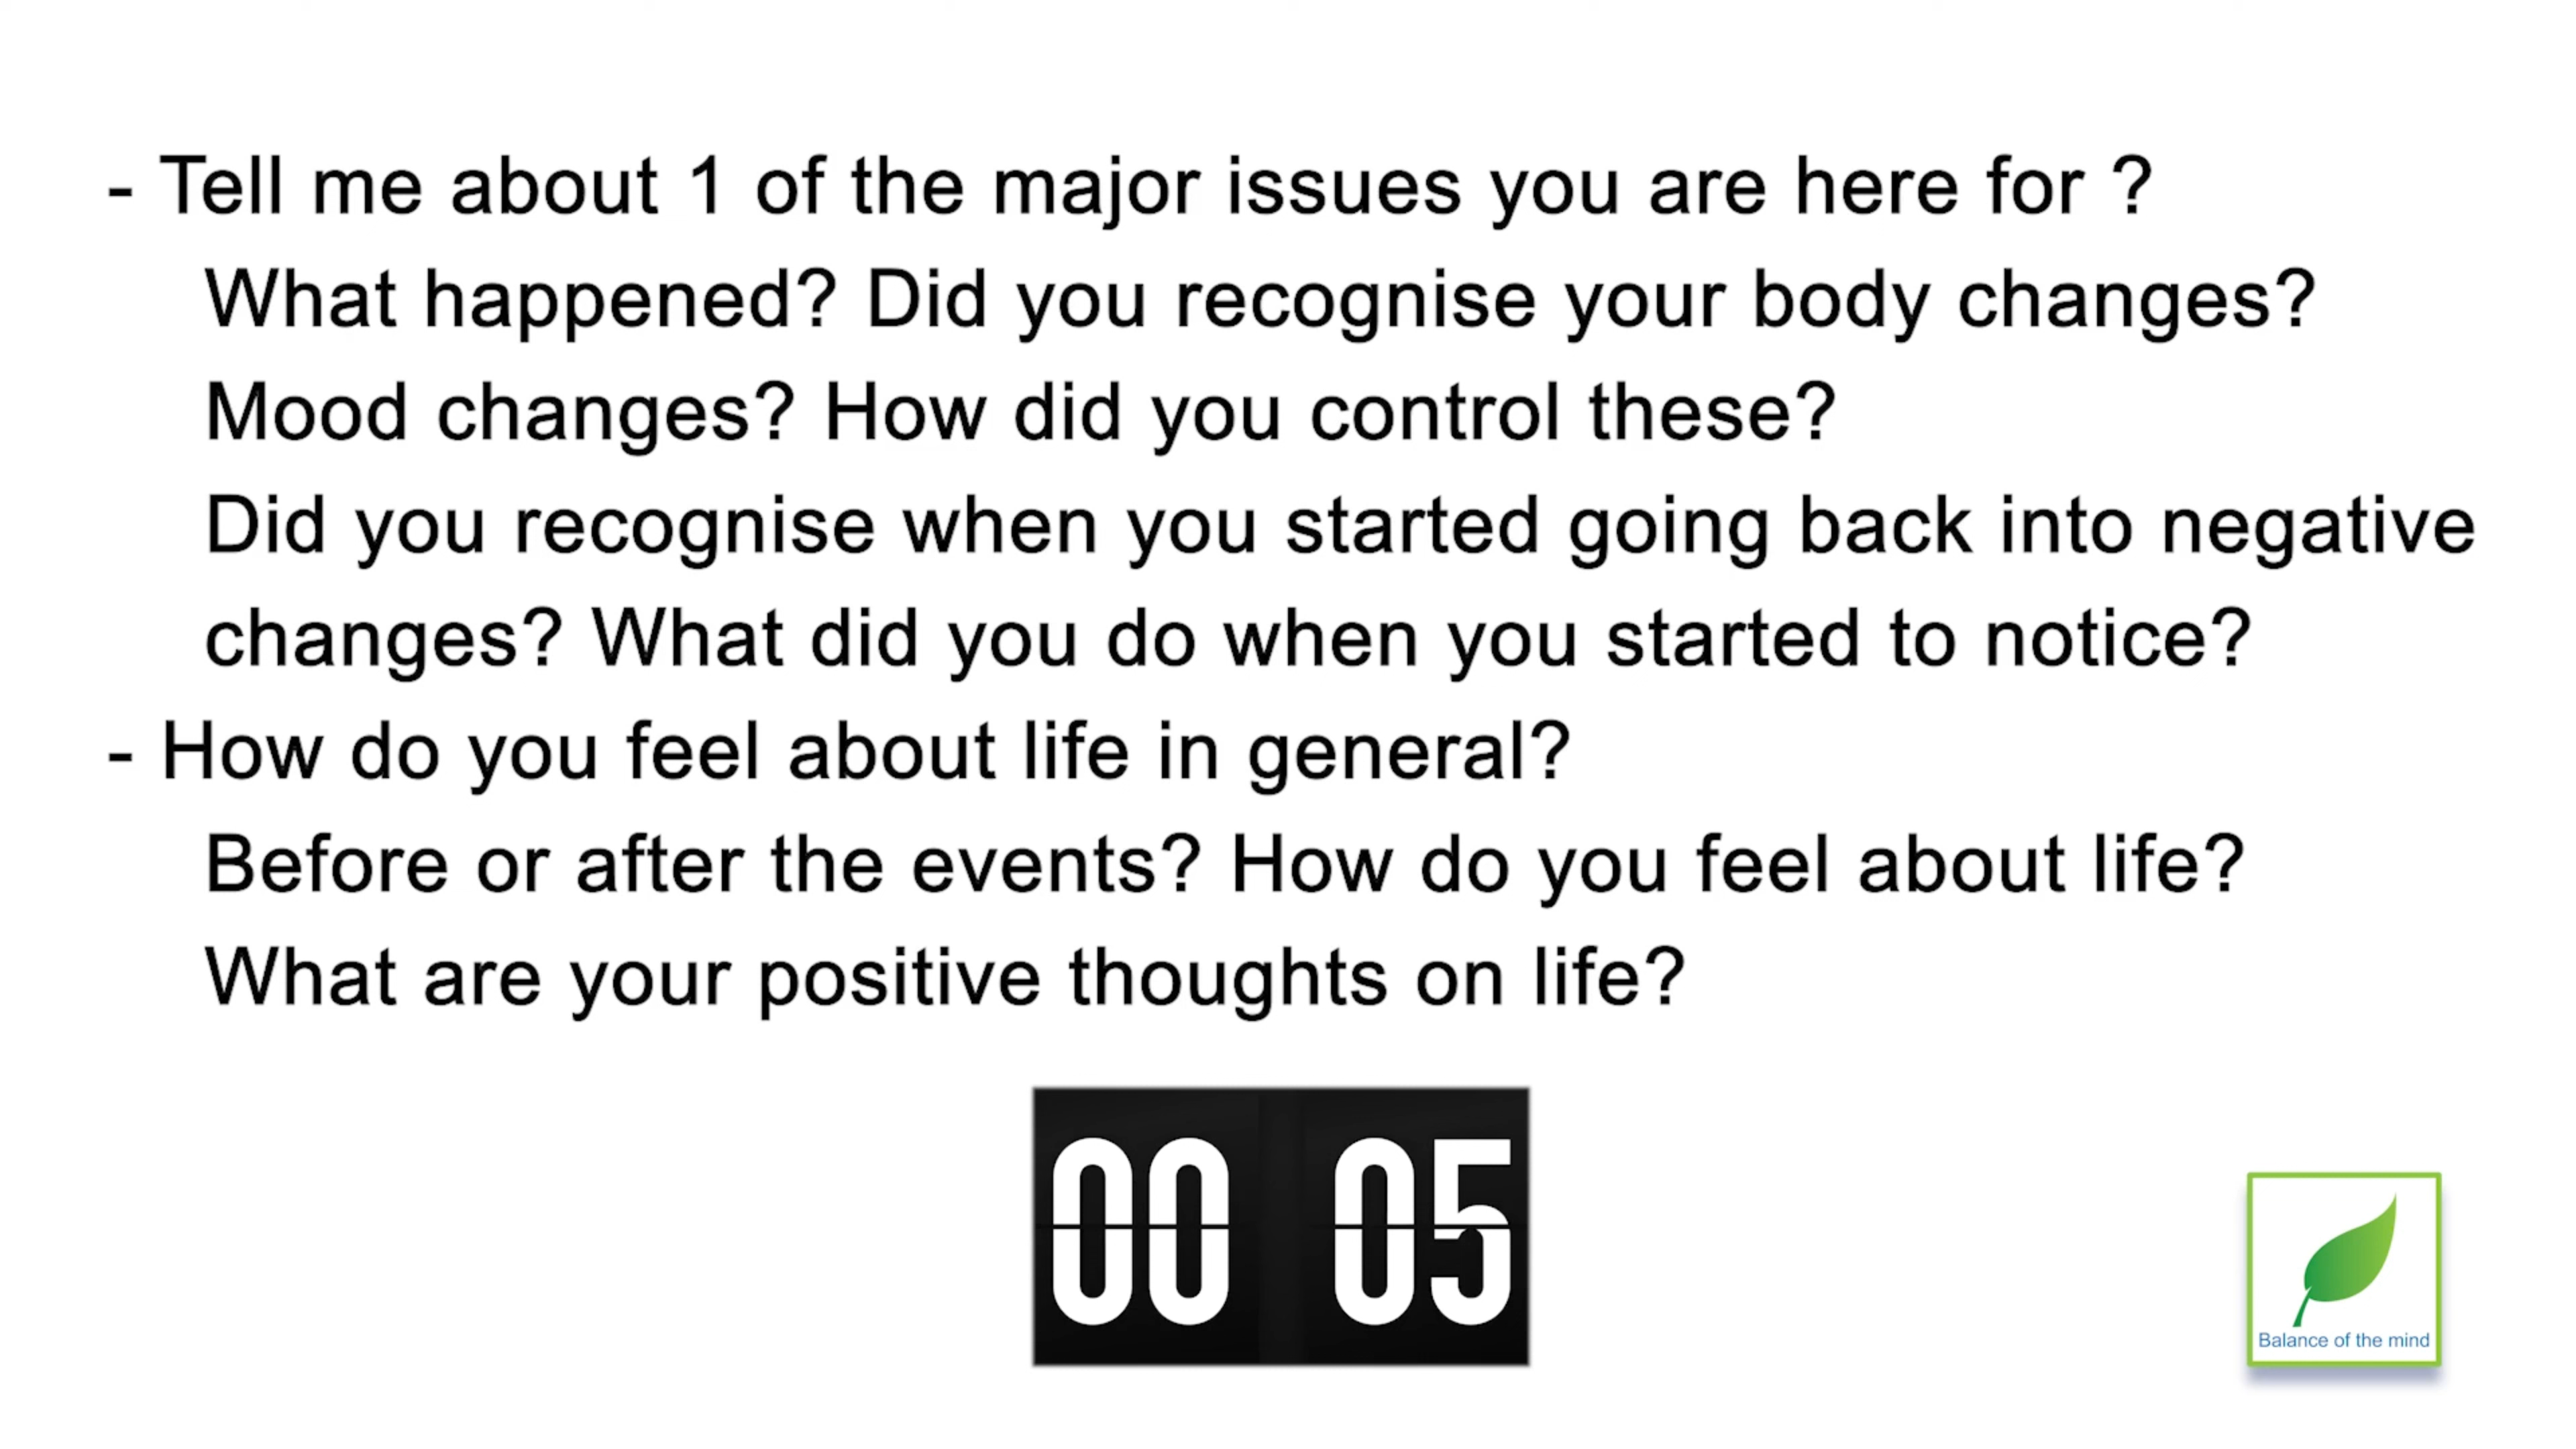 - Tell me about 1 of the major issues you are here for ?
What happened? Did you recognise your body changes?
Mood changes? How did you control these?
Did you recognise when you started going back into negative
changes? What did you do when you started to notice?
- How do you feel about life in general?
Before or after the events? How do you feel about life?
What are your positive thoughts on life?
00 05
Balance of the mind